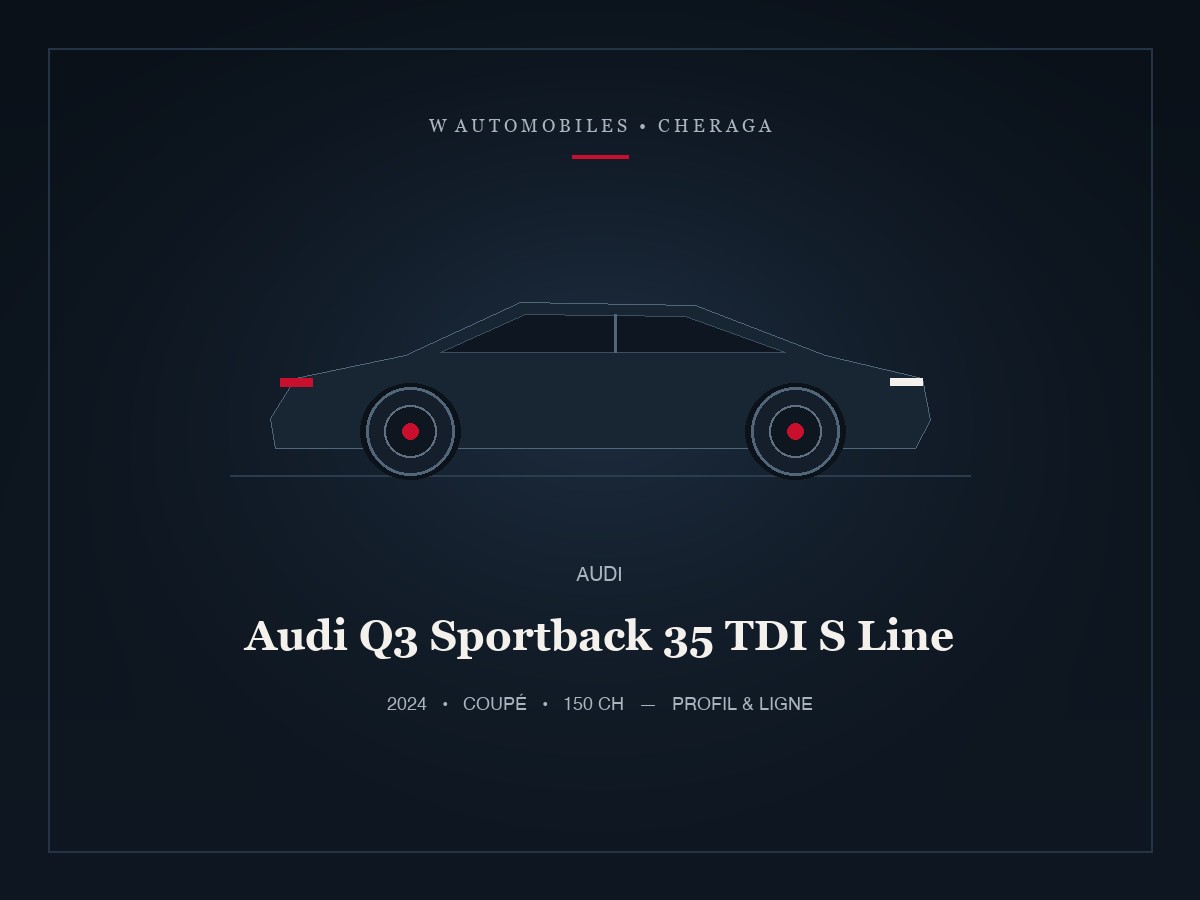 W AUTOMOBILES • CHERAGA
AUDI
Audi Q3 Sportback 35 TDI S Line
2024 • COUPÉ • 150 CH — PROFIL & LIGNE